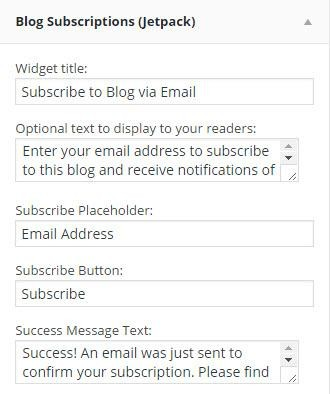 Blog Subscriptions (Jetpack)
Widget title:
Subscribe to Blog via Email
Optional text to display to your readers:
Enter your email address to subscribe
to this blog and receive notifications of
Subscribe Placeholder:
Email Address
Subscribe Button:
Subscribe
Success Message Text:
Success! An email was just sent to
confirm your subscription. Please find